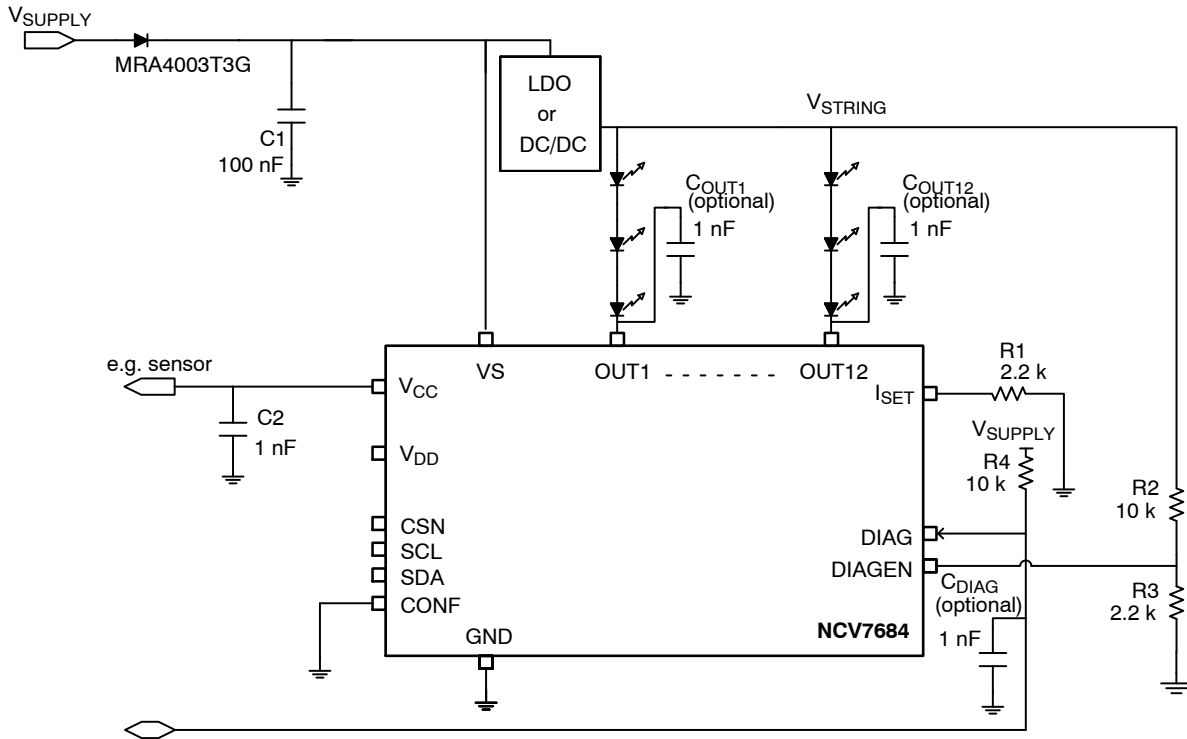 VSUPPLY
MRA4003T3G
C1
100 nF
LDO
or
DC/DC
VSTRING
COUT1
(optional)
1 nF
COUT12
(optional)
1 nF
e.g. sensor
C2
1 nF
VS
OUT1 - - - - - - - OUT12
VCC
VDD
CSN
SCL
SDA
CONF
GND
ISET
DIAG
DIAGEN
NCV7684
R1
2.2 k
VSUPPLY
R4
10 k
R2
10 k
R3
2.2 k
CDIAG
(optional)
1 nF